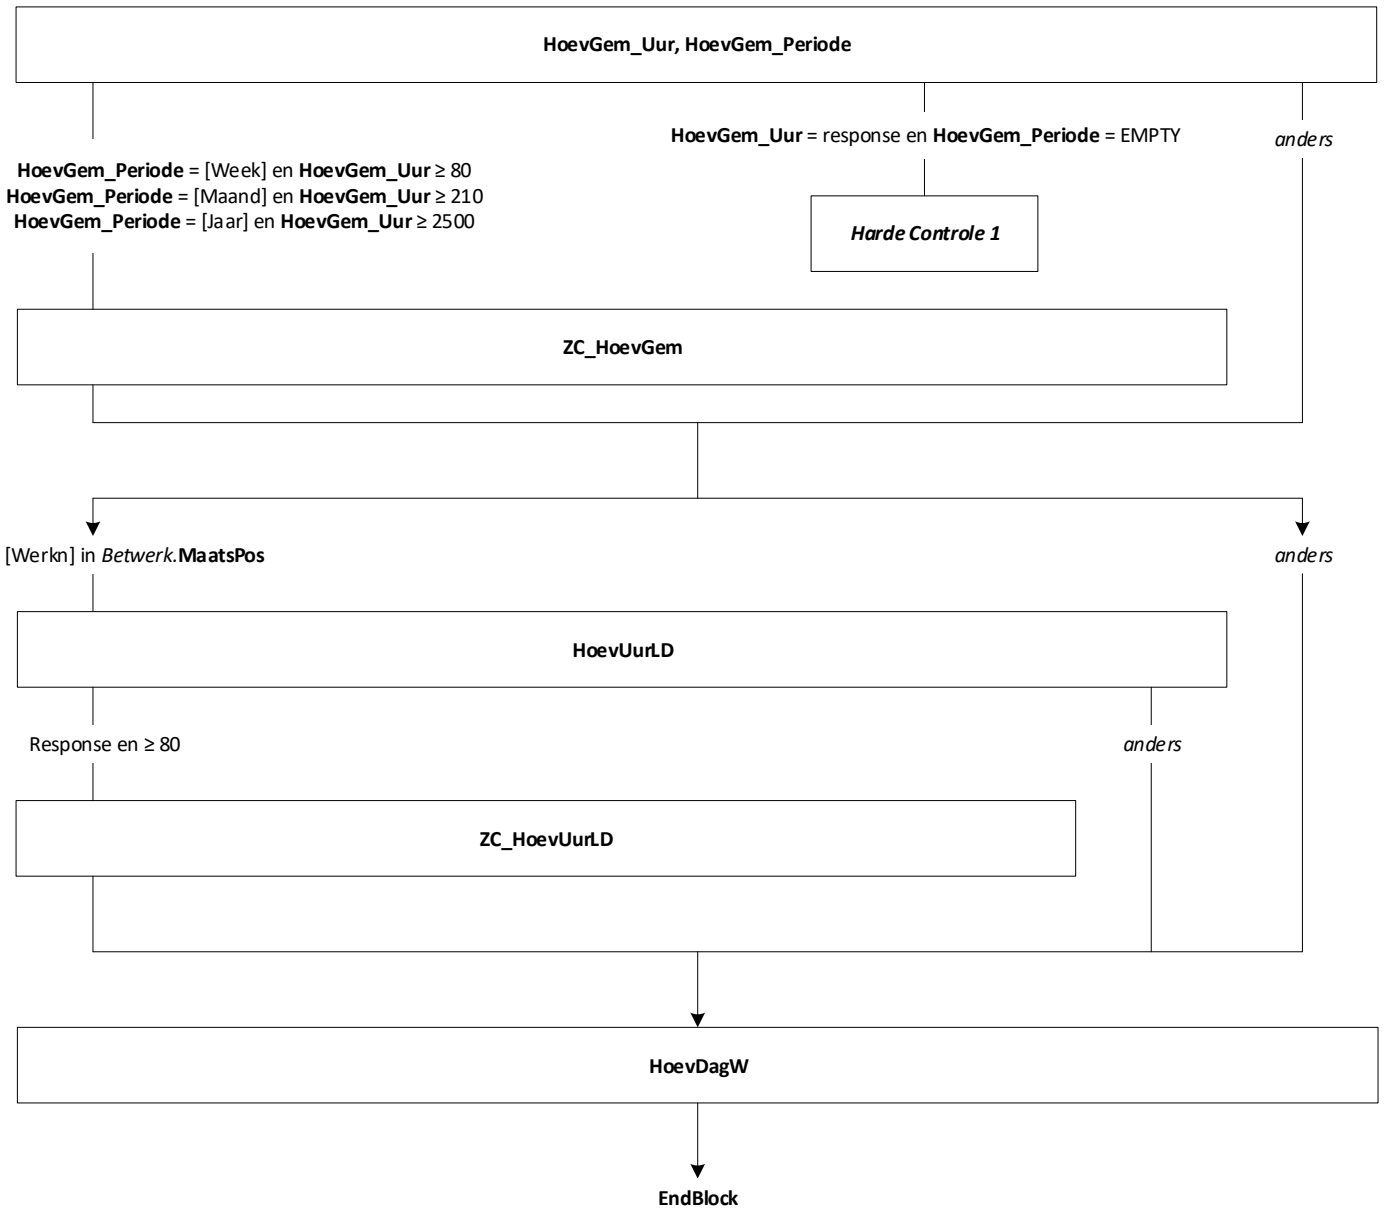 HoevGem_Uur, HoevGem_Periode
HoevGem_Uur = response en HoevGem_Periode = EMPTY
anders
HoevGem_Periode = [Week] en HoevGem_Uur ≥ 80
HoevGem_Periode = [Maand] en HoevGem_Uur ≥ 210
HoevGem_Periode = [Jaar] en HoevGem_Uur ≥ 2500
Harde Controle 1
ZC_HoevGem
[Werkn] in Betwerk.MaatsPos
anders
HoevUurLD
Response en ≥ 80
anders
ZC_HoevUurLD
HoevDagW
EndBlock